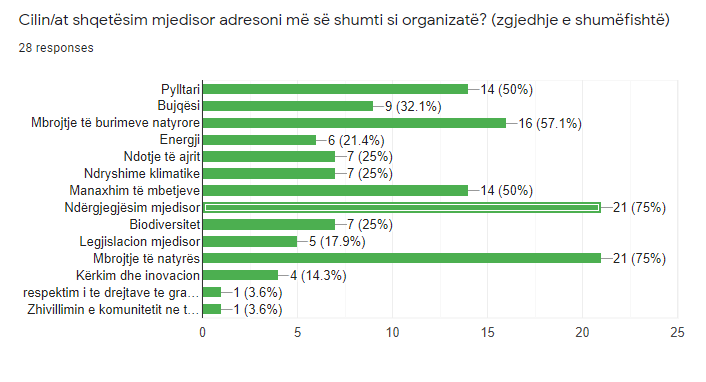 Cilin/at shqetësim mjedisor adresoni më së shumti si organizatë? (zgjedhje e shumëfishtë)
28 responses
Pylltari 14 (50%)
Bujqësi 9 (32.1%)
Mbrojtje të burimeve natyrore 16 (57.1%)
Energji 6 (21.4%)
Ndotje të ajrit 7 (25%)
Ndryshime klimatike 7 (25%)
Manaxhim të mbetjeve 14 (50%)
Ndërgjegjësim mjedisor 21 (75%)
Biodiversitet 7 (25%)
Legjislacion mjedisor 5 (17.9%)
Mbrojtje të natyrës 21 (75%)
Kërkim dhe inovacion 4 (14.3%)
respektim i te drejtave te gra... 1 (3.6%)
Zhivillimin e komunitetit ne t... 1 (3.6%)
0 5 10 15 20 25